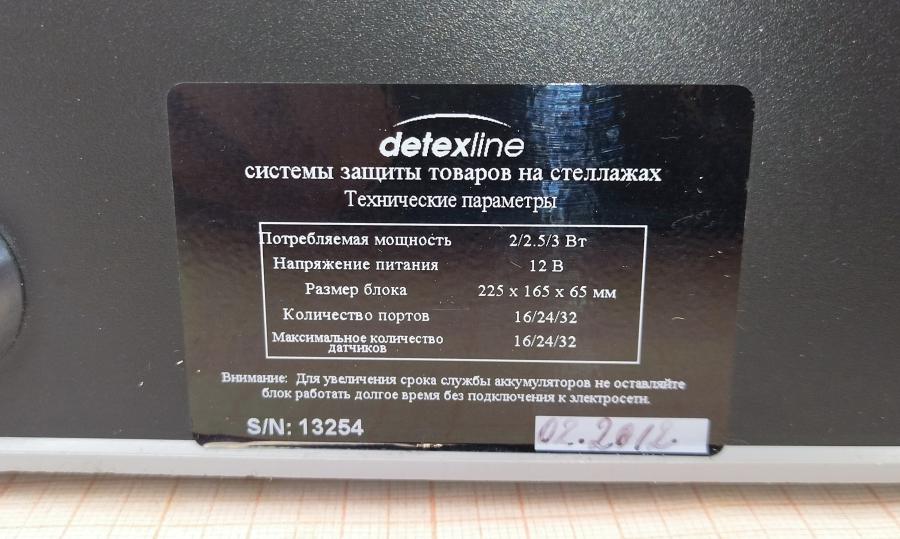 detexline
системы защиты товаров на стеллажах
Технические параметры
Потребляемая мощность 2/2.5/3 Вт
Напряжение питания 12 В
Размер блока 225 x 165 x 65 мм
Количество портов 16/24/32
Максимальное количество датчиков 16/24/32
Внимание: Для увеличения срока службы аккумуляторов не оставляйте
блок работать долгое время без подключения к электросети.
S/N: 13254 02.2012.